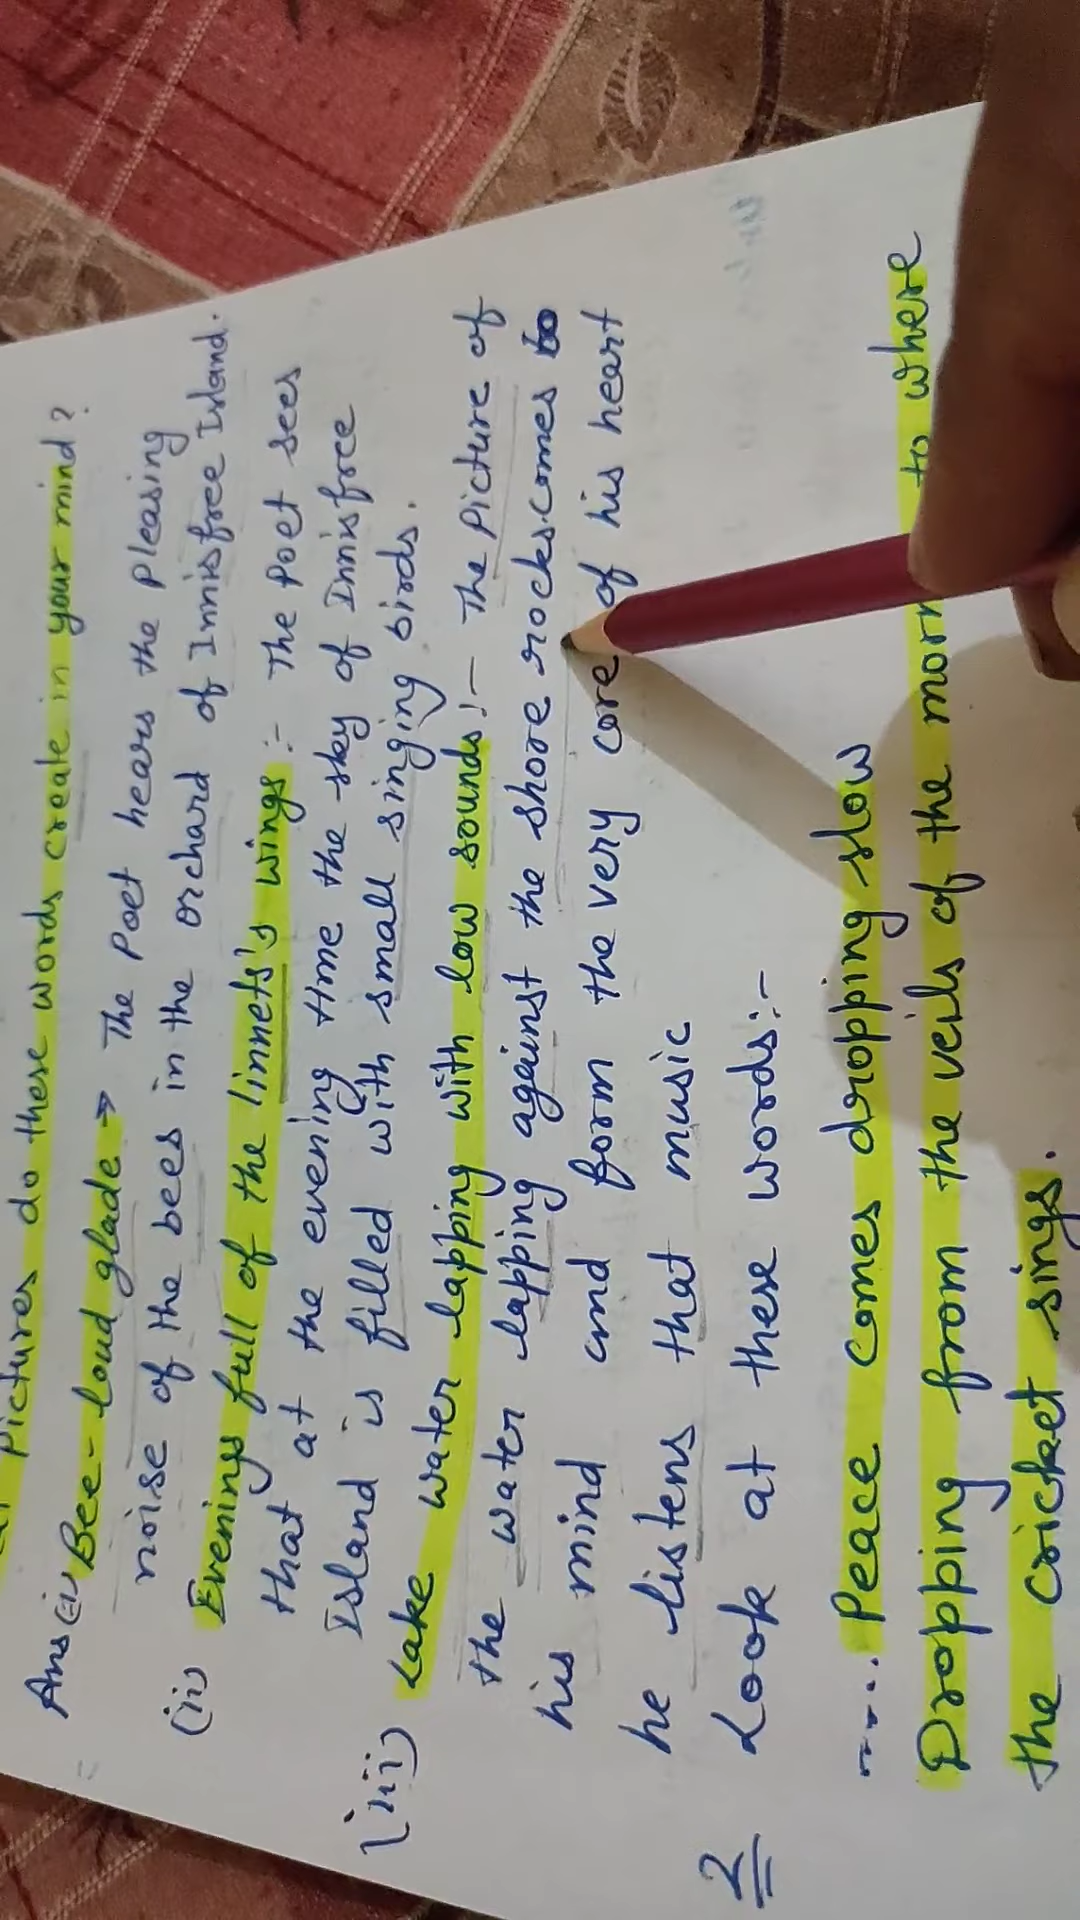 Pictures do these words create in your mind?
Ans (i) Bee-loud glade → The Poet hears the Pleasing
noise of the bees in the orchard of Innisfree Island.
(ii) Evenings full of the linnets's wings :- The Poet sees
that at the evening time the sky of Innisfree
Island is filled with small singing birds.
(iii) Lake water lapping with low sounds :- The Picture of
the water lapping against the shore rocks comes to
his mind and form the very core of his heart
he listens that music
2 Look at these words:-
.... Peace comes dropping slow
Dropping from the veils of the morn to where
the cricket sings.